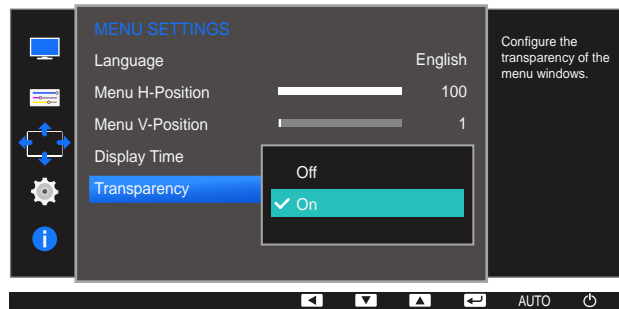 MENU SETTINGS
Language English
Menu H-Position 100
Menu V-Position 1
Display Time
Transparency
Off
On
Configure the
transparency of the
menu windows.
AUTO